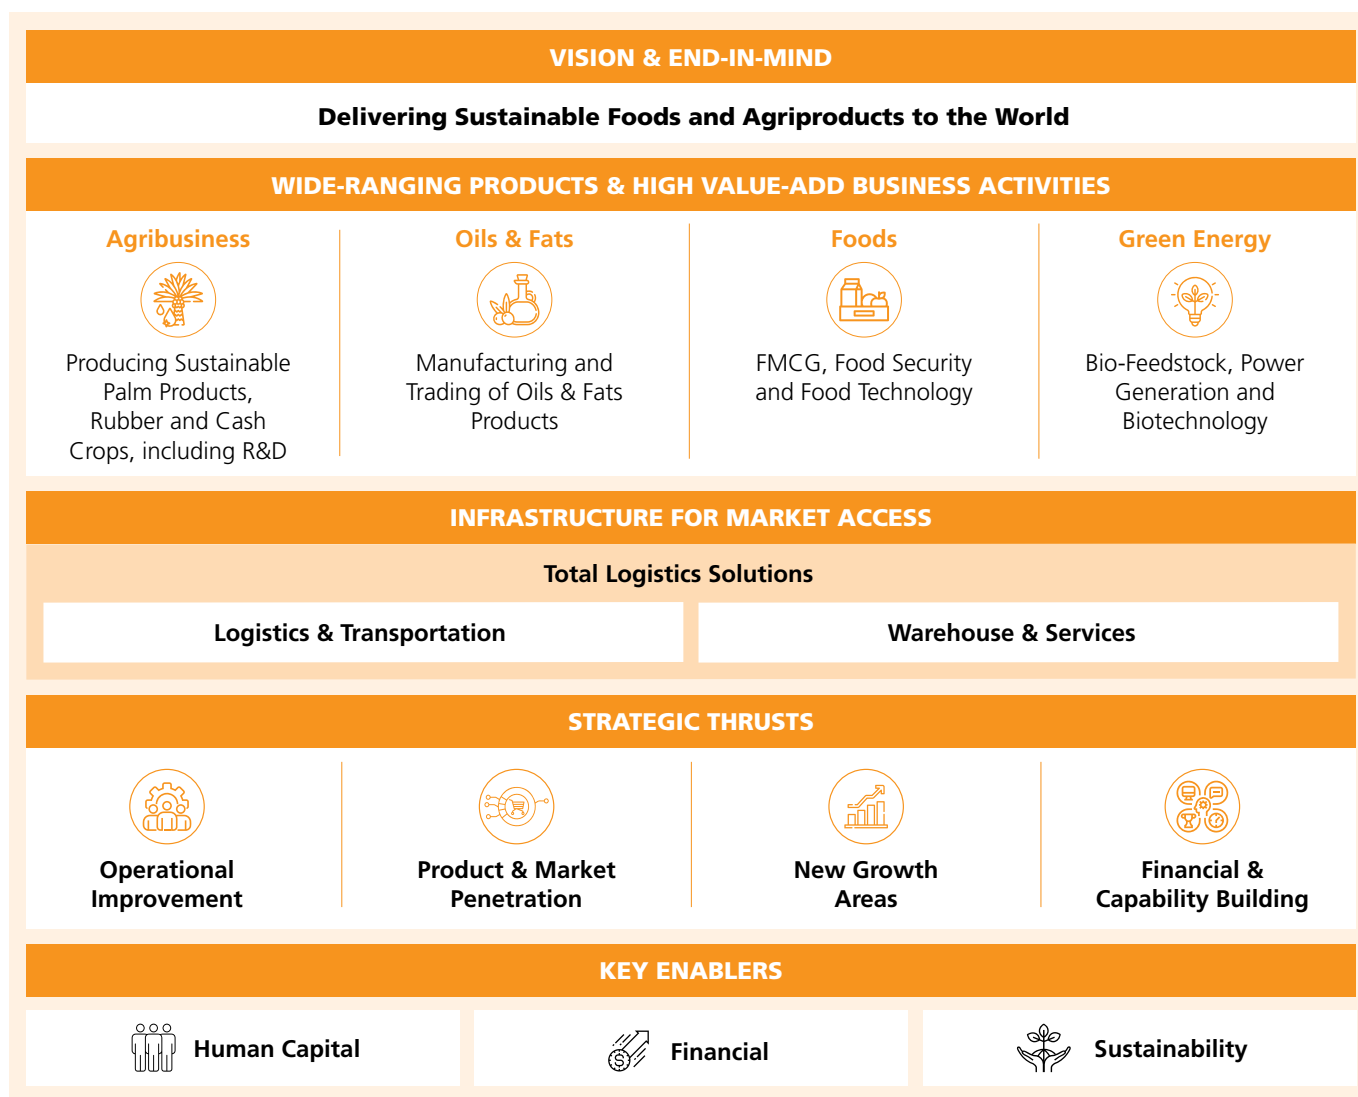 VISION & END-IN-MIND
Delivering Sustainable Foods and Agriproducts to the World
WIDE-RANGING PRODUCTS & HIGH VALUE-ADD BUSINESS ACTIVITIES
Agribusiness
Producing Sustainable
Palm Products,
Rubber and Cash
Crops, including R&D
Oils & Fats
Manufacturing and
Trading of Oils & Fats
Products
Foods
FMCG, Food Security
and Food Technology
Green Energy
Bio-Feedstock, Power
Generation and
Biotechnology
INFRASTRUCTURE FOR MARKET ACCESS
Total Logistics Solutions
Logistics & Transportation
Warehouse & Services
STRATEGIC THRUSTS
Operational
Improvement
Product & Market
Penetration
New Growth
Areas
Financial &
Capability Building
KEY ENABLERS
Human Capital
Financial
Sustainability